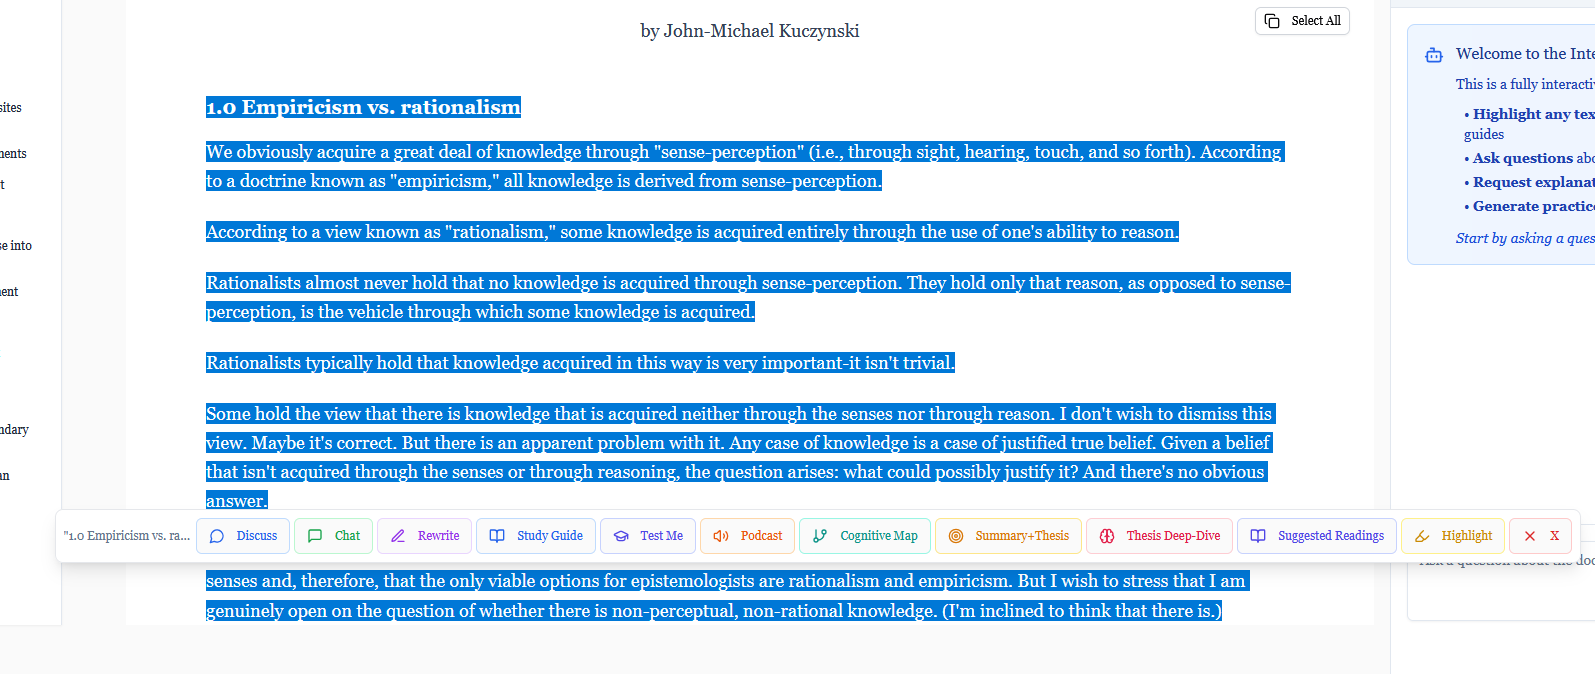 by John-Michael Kuczynski
Select All
1.0 Empiricism vs. rationalism
We obviously acquire a great deal of knowledge through "sense-perception" (i.e., through sight, hearing, touch, and so forth). According
to a doctrine known as "empiricism," all knowledge is derived from sense-perception.
According to a view known as "rationalism," some knowledge is acquired entirely through the use of one's ability to reason.
Rationalists almost never hold that no knowledge is acquired through sense-perception. They hold only that reason, as opposed to sense-
perception, is the vehicle through which some knowledge is acquired.
Rationalists typically hold that knowledge acquired in this way is very important-it isn't trivial.
Some hold the view that there is knowledge that is acquired neither through the senses nor through reason. I don't wish to dismiss this
view. Maybe it's correct. But there is an apparent problem with it. Any case of knowledge is a case of justified true belief. Given a belief
that isn't acquired through the senses or through reasoning, the question arises: what could possibly justify it? And there's no obvious
answer.
"1.0 Empiricism vs. ra...
Discuss
Chat
Rewrite
Study Guide
Test Me
Podcast
Cognitive Map
Summary+Thesis
Thesis Deep-Dive
Suggested Readings
Highlight
X
senses and, therefore, that the only viable options for epistemologists are rationalism and empiricism. But I wish to stress that I am
genuinely open on the question of whether there is non-perceptual, non-rational knowledge. (I'm inclined to think that there is.)
sites
nents
t
se into
nent
ndary
an
Welcome to the Inte
This is a fully interacti
• Highlight any tex
guides
• Ask questions abo
• Request explanat
• Generate practice
Start by asking a ques
Ask a question about the doc